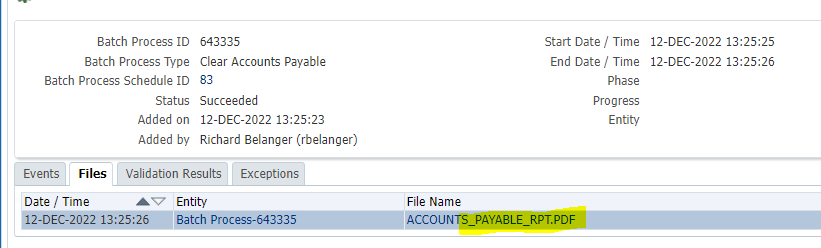 Batch Process ID 643335 Start Date / Time 12-DEC-2022 13:25:25
Batch Process Type Clear Accounts Payable End Date / Time 12-DEC-2022 13:25:26
Batch Process Schedule ID 83 Phase
Status Succeeded Progress
Added on 12-DEC-2022 13:25:23 Entity
Added by Richard Belanger (rbelanger)
Events Files Validation Results Exceptions
Date / Time Entity File Name
12-DEC-2022 13:25:26 Batch Process-643335 ACCOUNTS_PAYABLE_RPT.PDF